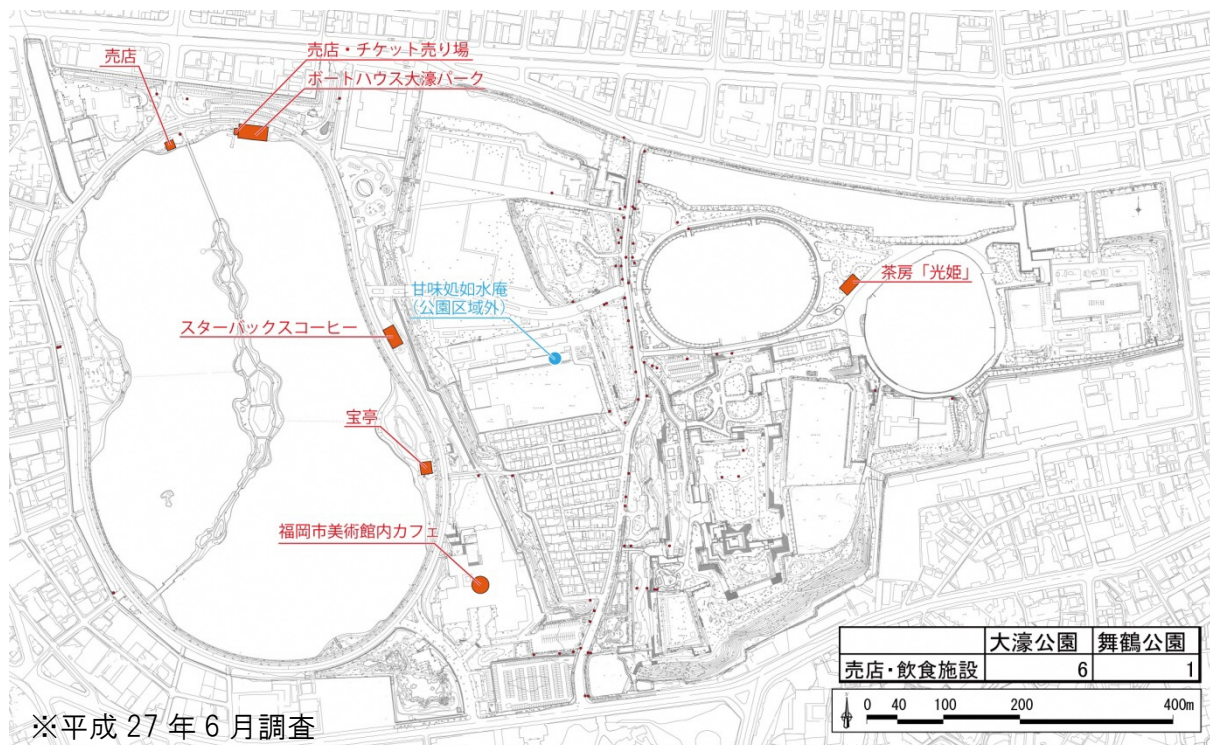 売店・チケット売り場
売店
ボートハウス大濠パーク
茶房「光姫」
甘味処如水庵
（公園区域外）
スターバックスコーヒー
宝亭
福岡市美術館内カフェ
大濠公園 舞鶴公園
売店・飲食施設 6 1
0 40 100 200 400m
※平成 27 年 6 月調査